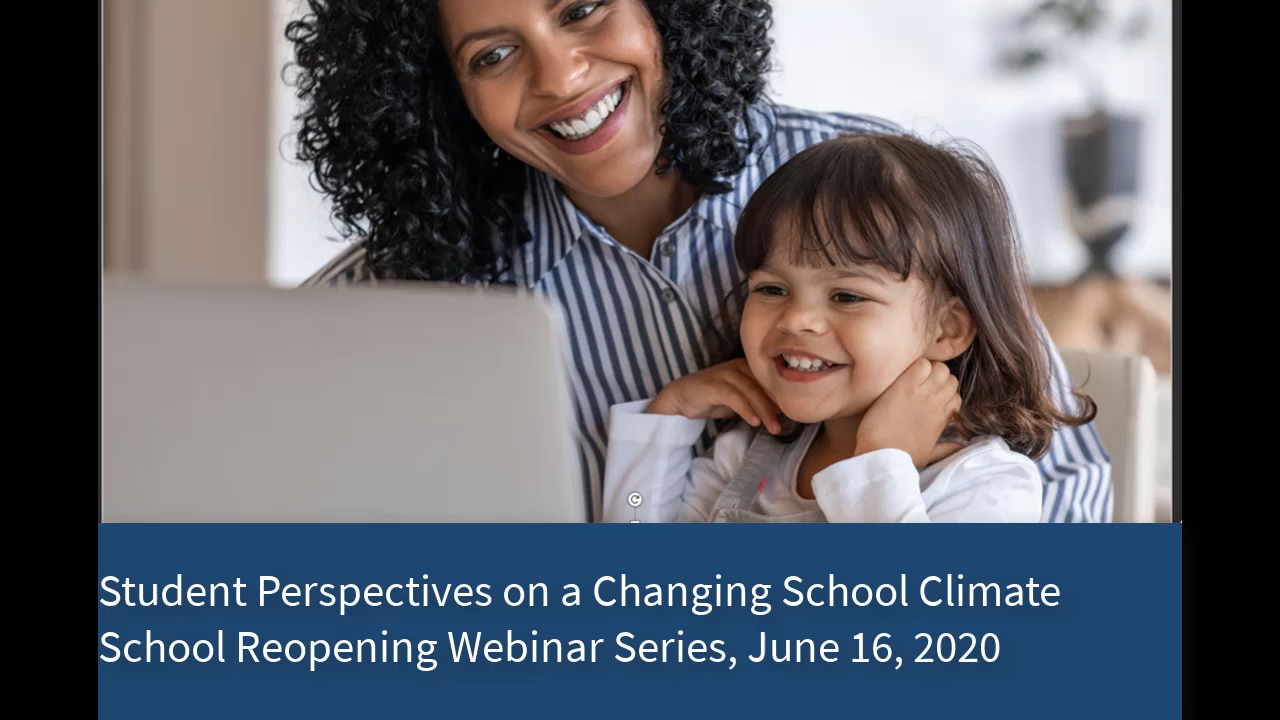 Student Perspectives on a Changing School Climate
School Reopening Webinar Series, June 16, 2020